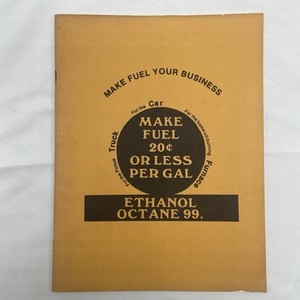 MAKE FUEL YOUR BUSINESS
For the Car
Truck
Furnace
MAKE
FUEL
20¢
OR LESS
PER GAL
ETHANOL
OCTANE 99.